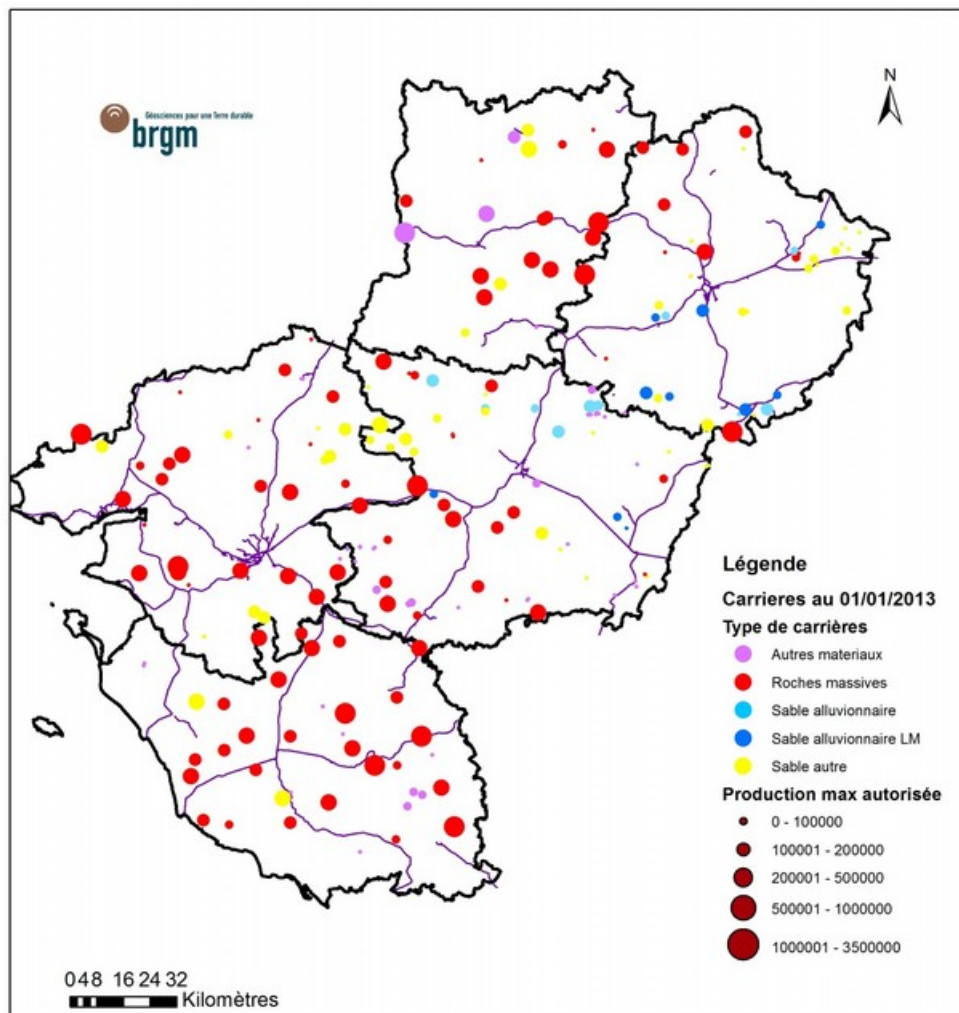 Géosciences pour une Terre durable
brgm
N
Légende
Carrieres au 01/01/2013
Type de carrières
Autres materiaux
Roches massives
Sable alluvionnaire
Sable alluvionnaire LM
Sable autre
Production max autorisée
0 - 100000
100001 - 200000
200001 - 500000
500001 - 1000000
1000001 - 3500000
0 4 8 16 24 32
Kilomètres